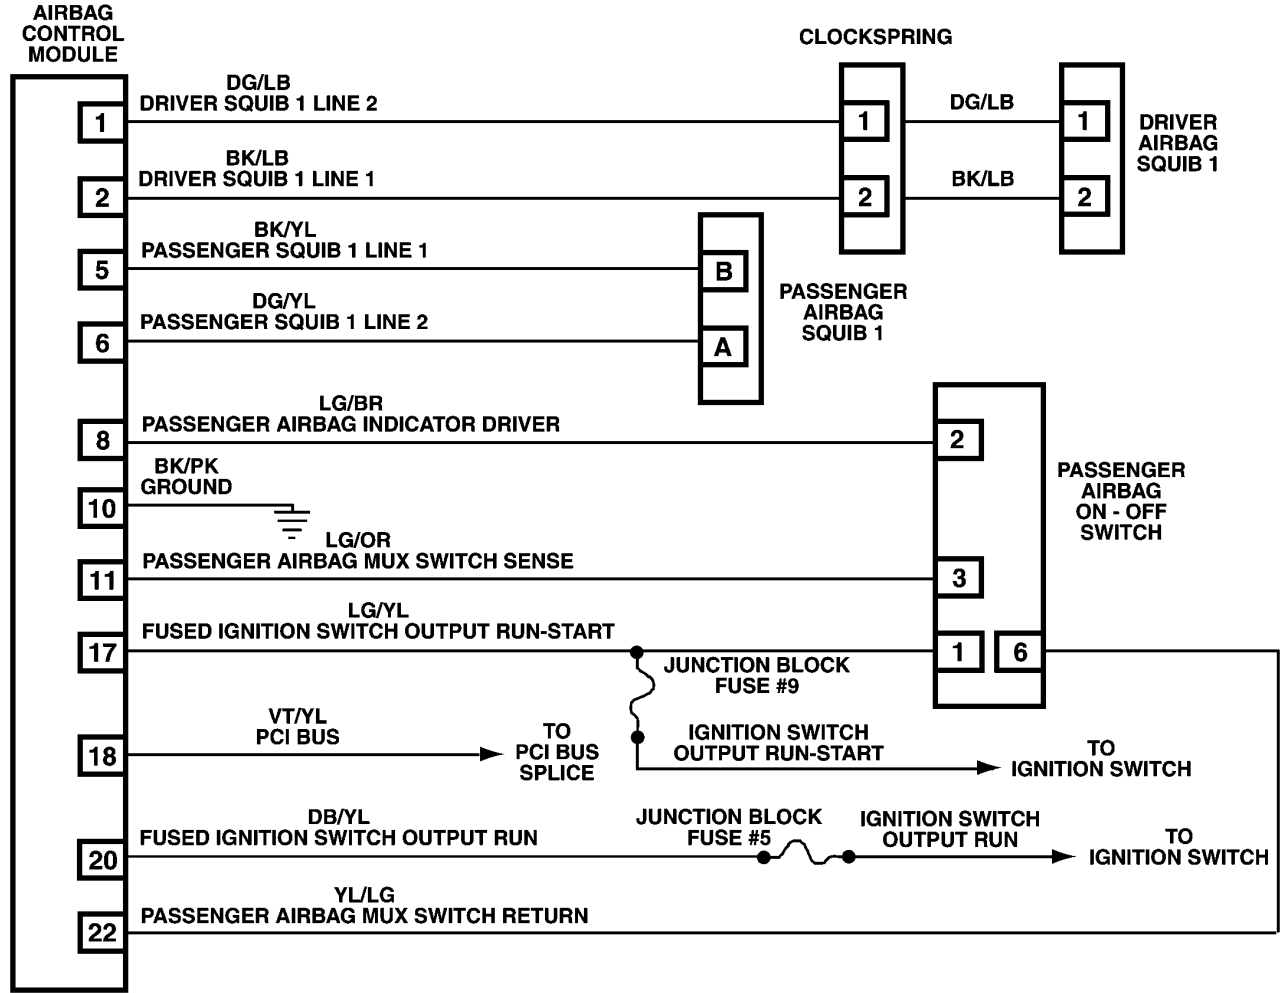 AIRBAG
CONTROL
MODULE
CLOCKSPRING
DG/LB
DRIVER SQUIB 1 LINE 2
1
1
DG/LB
1
DRIVER
AIRBAG
SQUIB 1
BK/LB
DRIVER SQUIB 1 LINE 1
2
2
BK/LB
2
BK/YL
PASSENGER SQUIB 1 LINE 1
5
B
PASSENGER
AIRBAG
SQUIB 1
DG/YL
PASSENGER SQUIB 1 LINE 2
6
A
LG/BR
PASSENGER AIRBAG INDICATOR DRIVER
8
2
PASSENGER
AIRBAG
ON - OFF
SWITCH
BK/PK
GROUND
10
LG/OR
PASSENGER AIRBAG MUX SWITCH SENSE
11
3
LG/YL
FUSED IGNITION SWITCH OUTPUT RUN-START
17
1
6
JUNCTION BLOCK
FUSE #9
VT/YL
PCI BUS
18
TO
PCI BUS
SPLICE
IGNITION SWITCH
OUTPUT RUN-START
TO
IGNITION SWITCH
DB/YL
FUSED IGNITION SWITCH OUTPUT RUN
20
JUNCTION BLOCK
FUSE #5
IGNITION SWITCH
OUTPUT RUN
TO
IGNITION SWITCH
YL/LG
PASSENGER AIRBAG MUX SWITCH RETURN
22